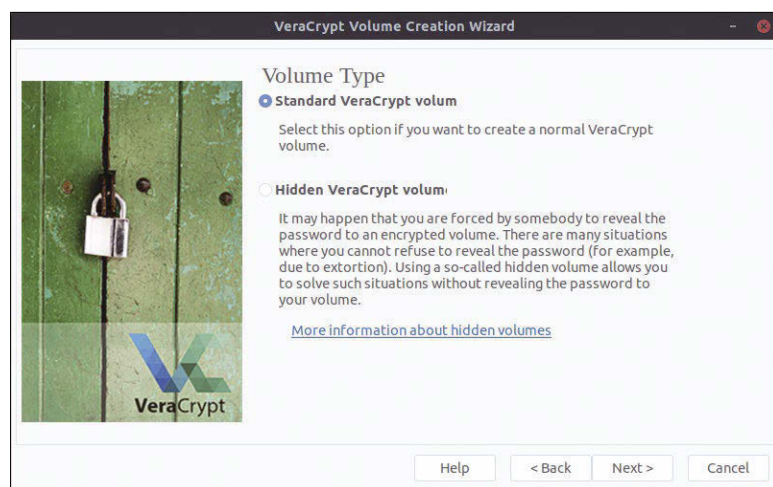 VeraCrypt Volume Creation Wizard
Volume Type
Standard VeraCrypt volum
Select this option if you want to create a normal VeraCrypt
volume.
Hidden VeraCrypt volum
It may happen that you are forced by somebody to reveal the
password to an encrypted volume. There are many situations
where you cannot refuse to reveal the password (for example,
due to extortion). Using a so-called hidden volume allows you
to solve such situations without revealing the password to
your volume.
More information about hidden volumes
VeraCrypt
Help
< Back
Next >
Cancel